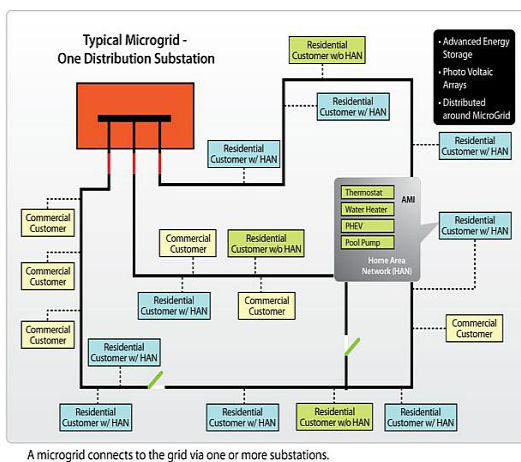 Typical Microgrid -
One Distribution Substation
Residential
Customer w/o HAN
• Advanced Energy
Storage
• Photo Voltaic
Arrays
• Distributed
around MicroGrid
Residential
Customer w/ HAN
Residential
Customer w/ HAN
Residential
Customer w/ HAN
Thermostat
Water Heater
PHEV
Pool Pump
AMI
Home Area
Network (HAN)
Residential
Customer w/ HAN
Commercial
Customer
Commercial
Customer
Residential
Customer w/o HAN
Commercial
Customer
Residential
Customer w/ HAN
Commercial
Customer
Commercial
Customer
Commercial
Customer
Residential
Customer w/ HAN
Residential
Customer w/ HAN
Residential
Customer w/ HAN
Residential
Customer w/o HAN
Residential
Customer w/ HAN
A microgrid connects to the grid via one or more substations.